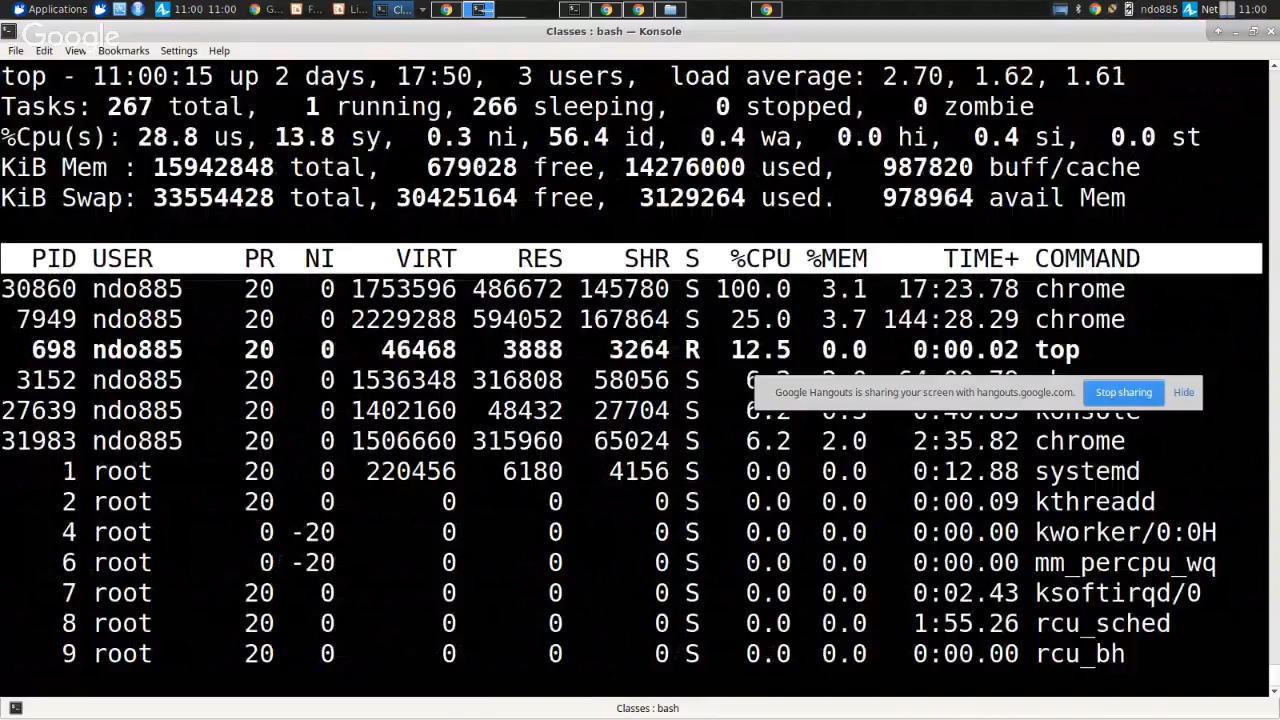 Applications 11:00 11:00 G... F... Li... Cl... ndo885 Net 11:00
Google
Classes : bash — Konsole
File Edit View Bookmarks Settings Help
top - 11:00:15 up 2 days, 17:50, 3 users, load average: 2.70, 1.62, 1.61
Tasks: 267 total, 1 running, 266 sleeping, 0 stopped, 0 zombie
%Cpu(s): 28.8 us, 13.8 sy, 0.3 ni, 56.4 id, 0.4 wa, 0.0 hi, 0.4 si, 0.0 st
KiB Mem : 15942848 total, 679028 free, 14276000 used, 987820 buff/cache
KiB Swap: 33554428 total, 30425164 free, 3129264 used. 978964 avail Mem
PID USER PR NI VIRT RES SHR S %CPU %MEM TIME+ COMMAND
30860 ndo885 20 0 1753596 486672 145780 S 100.0 3.1 17:23.78 chrome
7949 ndo885 20 0 2229288 594052 167864 S 25.0 3.7 144:28.29 chrome
698 ndo885 20 0 46468 3888 3264 R 12.5 0.0 0:00.02 top
3152 ndo885 20 0 1536348 316808 58056 S
Google Hangouts is sharing your screen with hangouts.google.com. Stop sharing Hide
27639 ndo885 20 0 1402160 48432 27704 S
31983 ndo885 20 0 1506660 315960 65024 S 6.2 2.0 2:35.82 chrome
1 root 20 0 220456 6180 4156 S 0.0 0.0 0:12.88 systemd
2 root 20 0 0 0 0 S 0.0 0.0 0:00.09 kthreadd
4 root 0 -20 0 0 0 S 0.0 0.0 0:00.00 kworker/0:0H
6 root 0 -20 0 0 0 S 0.0 0.0 0:00.00 mm_percpu_wq
7 root 20 0 0 0 0 S 0.0 0.0 0:02.43 ksoftirqd/0
8 root 20 0 0 0 0 S 0.0 0.0 1:55.26 rcu_sched
9 root 20 0 0 0 0 S 0.0 0.0 0:00.00 rcu_bh
Classes : bash